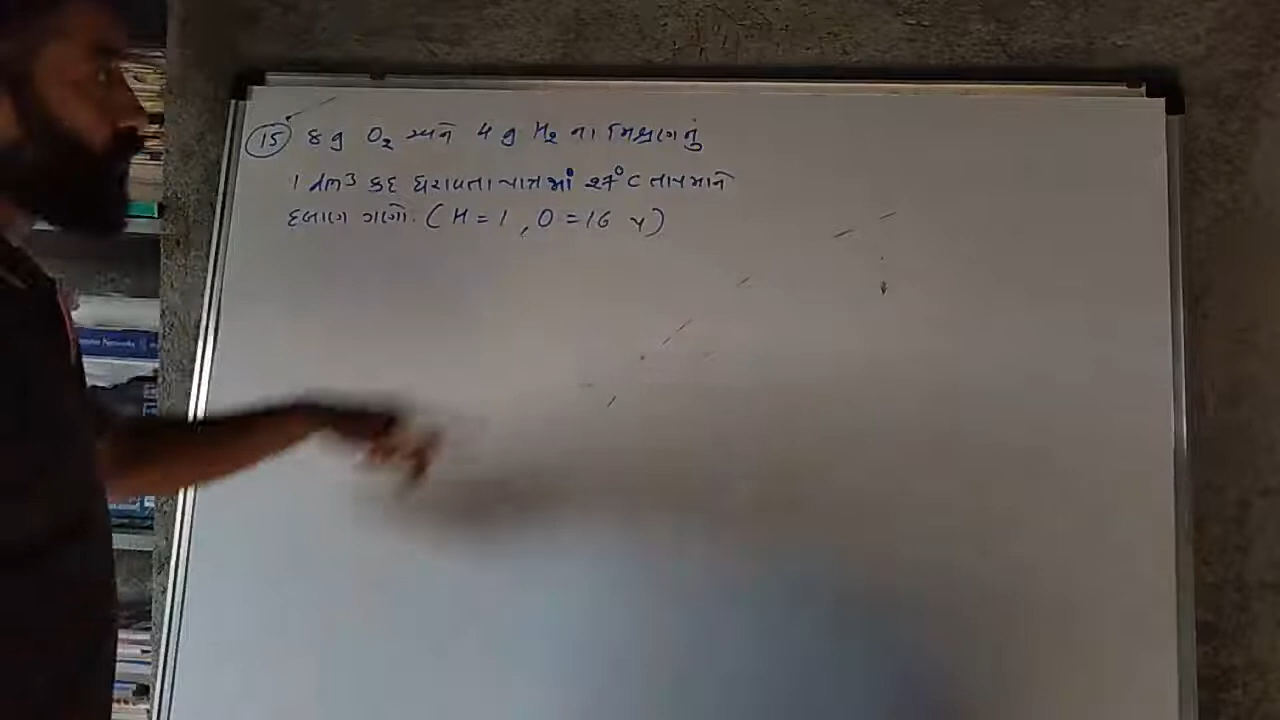 15 8 g O₂ અને 4 g H₂ ના મિશ્રણનું
1 dm3 કદ ધરાવતા પાત્રમાં 27°C તાપમાને
દબાણ ગણો. (H = 1, O = 16 u)